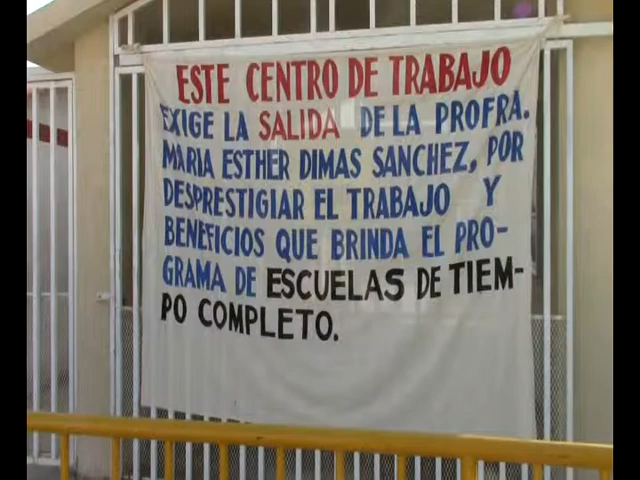 ESTE CENTRO DE TRABAJO
EXIGE LA SALIDA DE LA PROFRA.
MARIA ESTHER DIMAS SANCHEZ, POR
DESPRESTIGIAR EL TRABAJO Y
BENEFICIOS QUE BRINDA EL PRO-
GRAMA DE ESCUELAS DE TIEM-
PO COMPLETO.